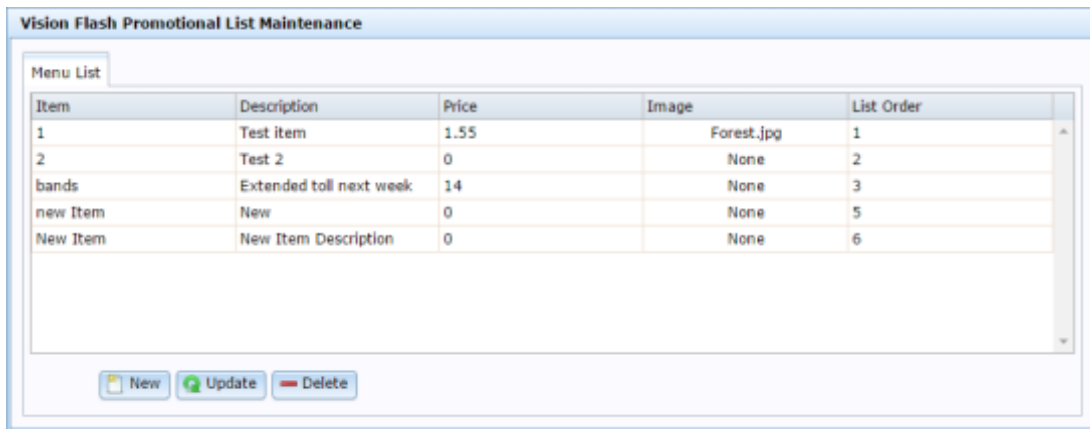 Vision Flash Promotional List Maintenance
Menu List
Item Description Price Image List Order
1 Test item 1.55 Forest.jpg 1
2 Test 2 0 None 2
bands Extended toll next week 14 None 3
new Item New 0 None 5
New Item New Item Description 0 None 6
New Update Delete